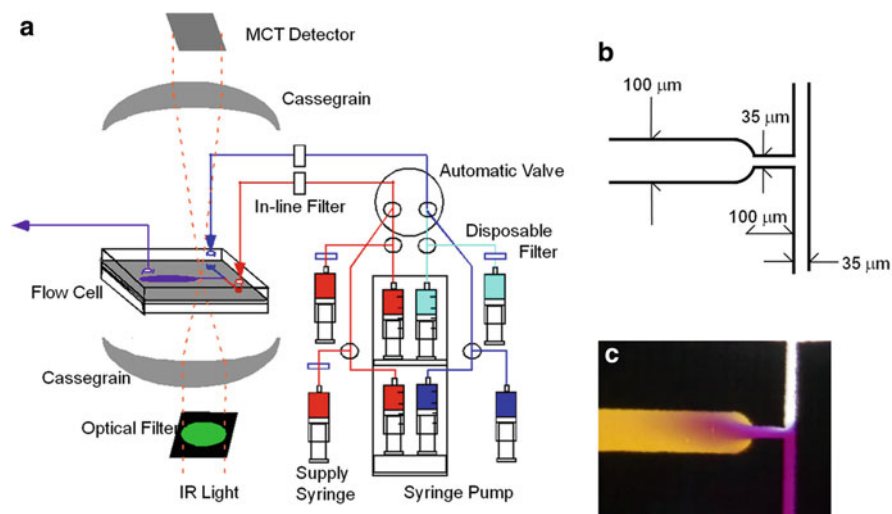 a
MCT Detector
Cassegrain
Automatic Valve
In-line Filter
Disposable
Filter
Flow Cell
Cassegrain
Optical Filter
IR Light
Supply
Syringe
Syringe Pump
b
100 μm
35 μm
100 μm
35 μm
c